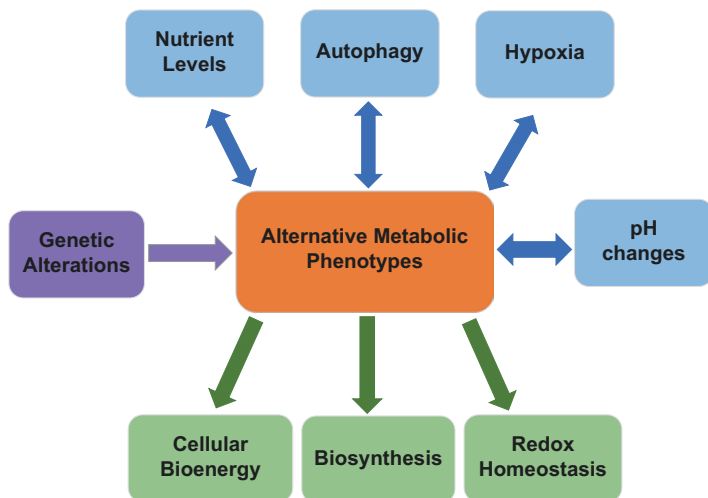 Nutrient
Levels
Autophagy
Hypoxia
Genetic
Alterations
Alternative Metabolic
Phenotypes
pH
changes
Cellular
Bioenergy
Biosynthesis
Redox
Homeostasis